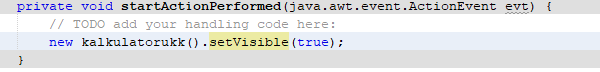 private void startActionPerformed(java.awt.event.ActionEvent evt) {
// TODO add your handling code here:
new kalkulatorukk().setVisible(true);
}